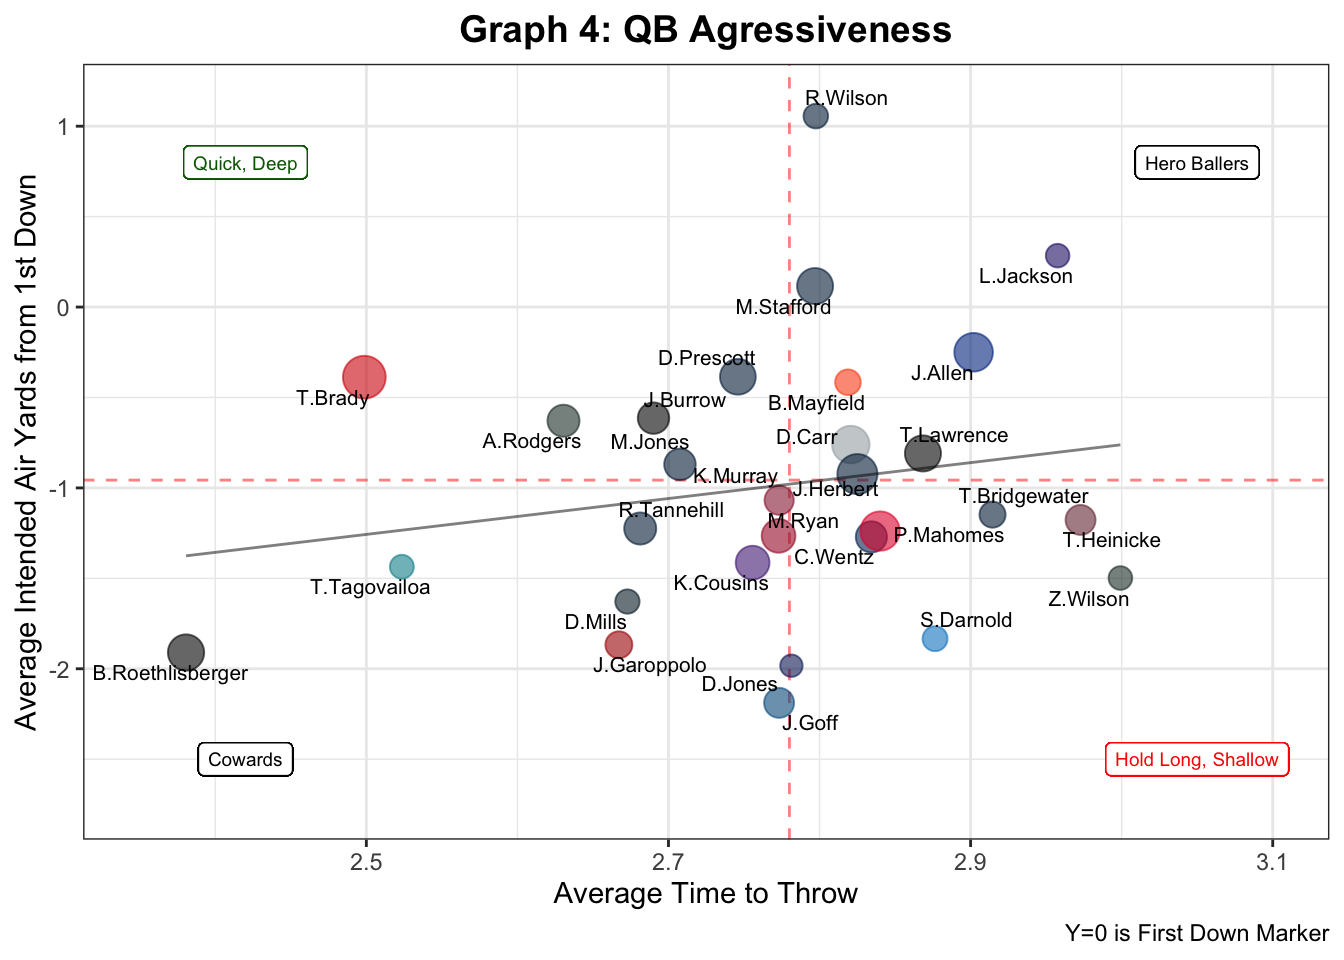 Graph 4: QB Agressiveness
R.Wilson
1
Quick, Deep
Hero Ballers
L.Jackson
0
M.Stafford
D.Prescott
J.Allen
T.Brady
J.Burrow
B.Mayfield
A.Rodgers
M.Jones
D.Carr
T.Lawrence
K.Murray
-1
J.Herbert
T.Bridgewater
R.Tannehill
M.Ryan
P.Mahomes
T.Heinicke
C.Wentz
T.Tagovailoa
K.Cousins
Z.Wilson
D.Mills
S.Darnold
J.Garoppolo
-2
B.Roethlisberger
D.Jones
J.Goff
Cowards
Hold Long, Shallow
Average Intended Air Yards from 1st Down
2.5
2.7
2.9
3.1
Average Time to Throw
Y=0 is First Down Marker